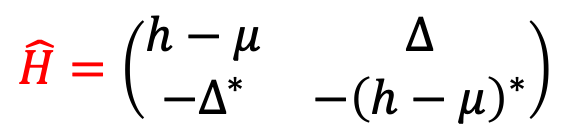 Ĥ = ( h − μ   Δ
−Δ*   −(h − μ)* )